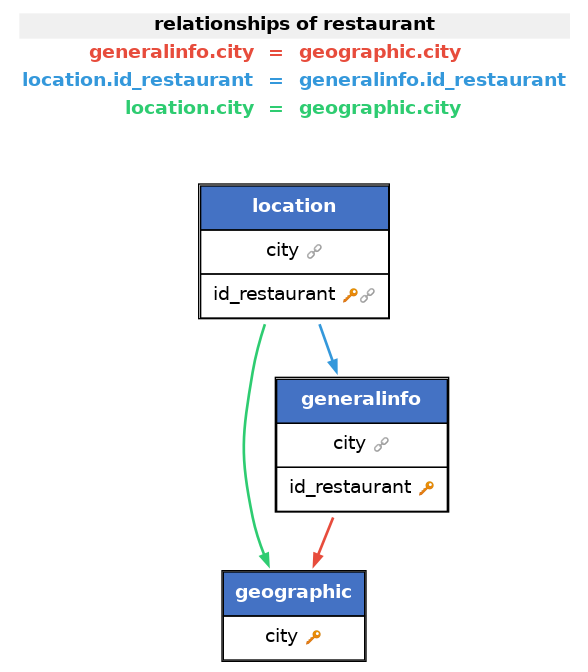 relationships of restaurant
generalinfo.city = geographic.city
location.id_restaurant = generalinfo.id_restaurant
location.city = geographic.city
location
city
id_restaurant
generalinfo
city
id_restaurant
geographic
city